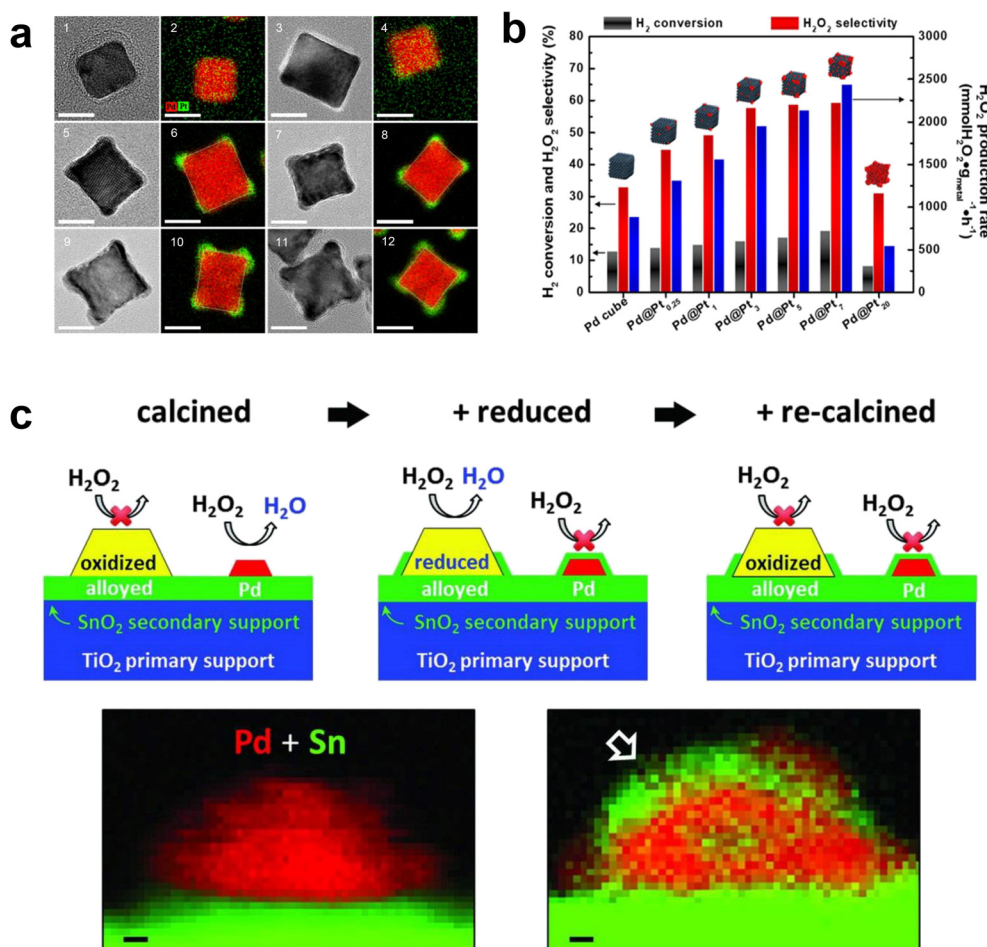 a
1
2
3
4
Pd
Pt
5
6
7
8
9
10
11
12
b
H₂ conversion
H₂O₂ selectivity
H₂ conversion and H₂O₂ selectivity (%)
80
70
60
50
40
30
20
10
0
3000
2500
2000
1500
1000
500
0
H₂O₂ production rate
(mmolH₂O₂•g_metal⁻¹•h⁻¹)
Pd cube
Pd@Pt₀.₂₅
Pd@Pt₁
Pd@Pt₃
Pd@Pt₅
Pd@Pt₇
Pd@Pt₂₀
c
calcined
+ reduced
+ re-calcined
H₂O₂
H₂O₂
H₂O
oxidized
alloyed
Pd
SnO₂ secondary support
TiO₂ primary support
H₂O₂
H₂O
H₂O₂
reduced
alloyed
Pd
SnO₂ secondary support
TiO₂ primary support
H₂O₂
H₂O₂
oxidized
alloyed
Pd
SnO₂ secondary support
TiO₂ primary support
Pd + Sn